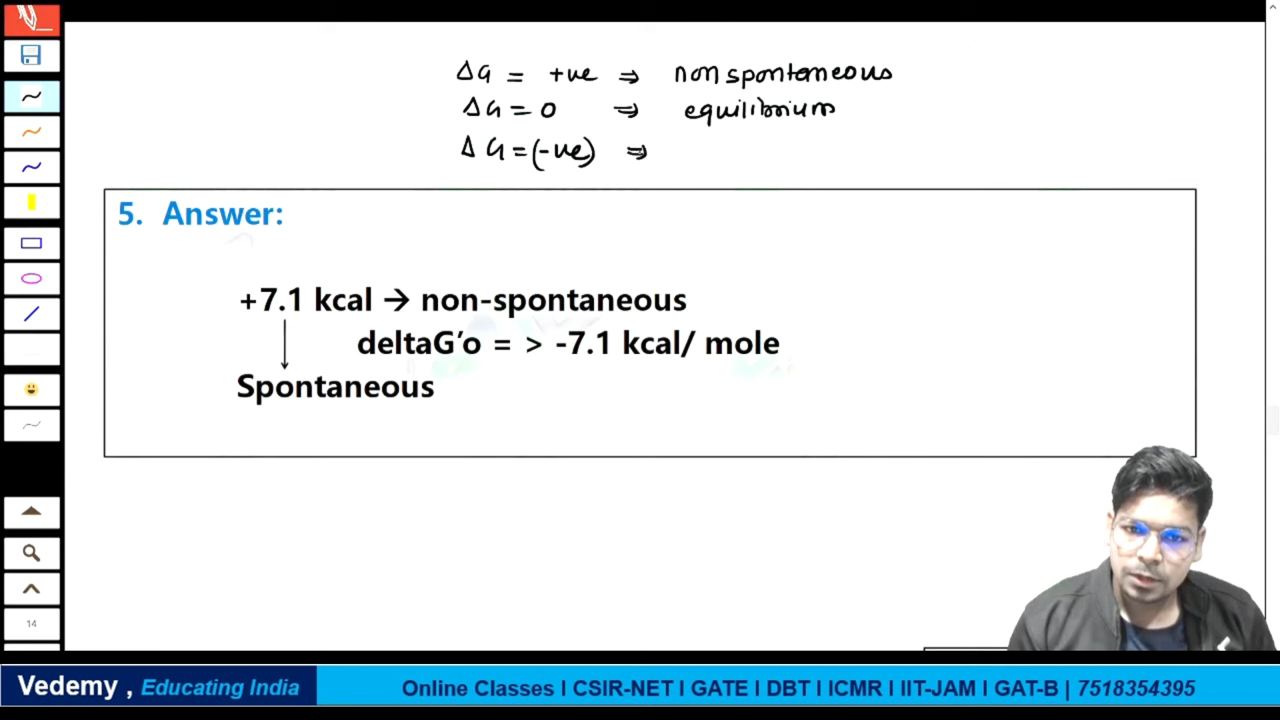 ΔG = +ve ⇒ non spontaneous
ΔG = 0 ⇒ equilibrium
ΔG = (-ve) ⇒
5. Answer:
+7.1 kcal → non-spontaneous
deltaG’o = > -7.1 kcal/ mole
Spontaneous
14
Vedemy , Educating India
Online Classes I CSIR-NET I GATE I DBT I ICMR I IIT-JAM I GAT-B | 7518354395